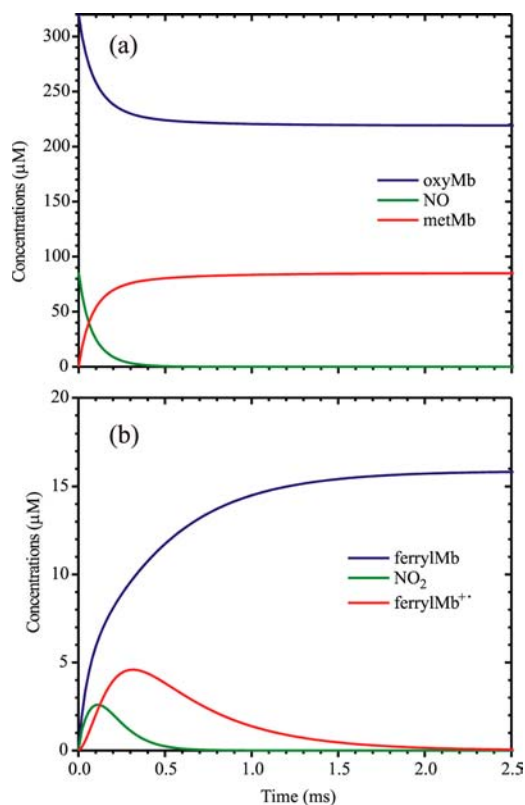 (a)
Concentrations (μM)
300
250
200
150
100
50
0
oxyMb
NO
metMb
(b)
Concentrations (μM)
20
15
10
5
0
ferrylMb
NO₂
ferrylMb⁺·
0.0 0.5 1.0 1.5 2.0 2.5
Time (ms)